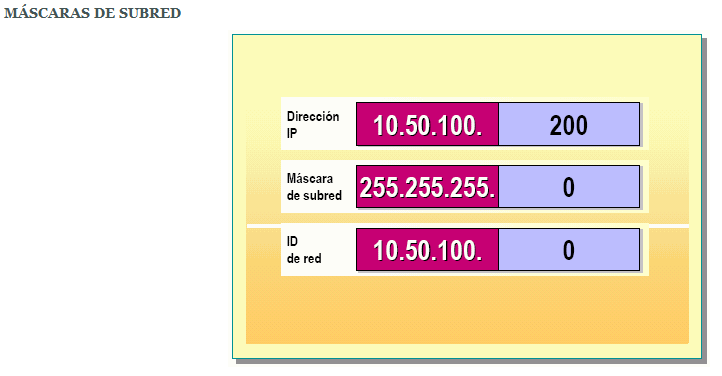 MÁSCARAS DE SUBRED
Dirección
IP
10.50.100. 200
Máscara
de subred
255.255.255. 0
ID
de red
10.50.100. 0